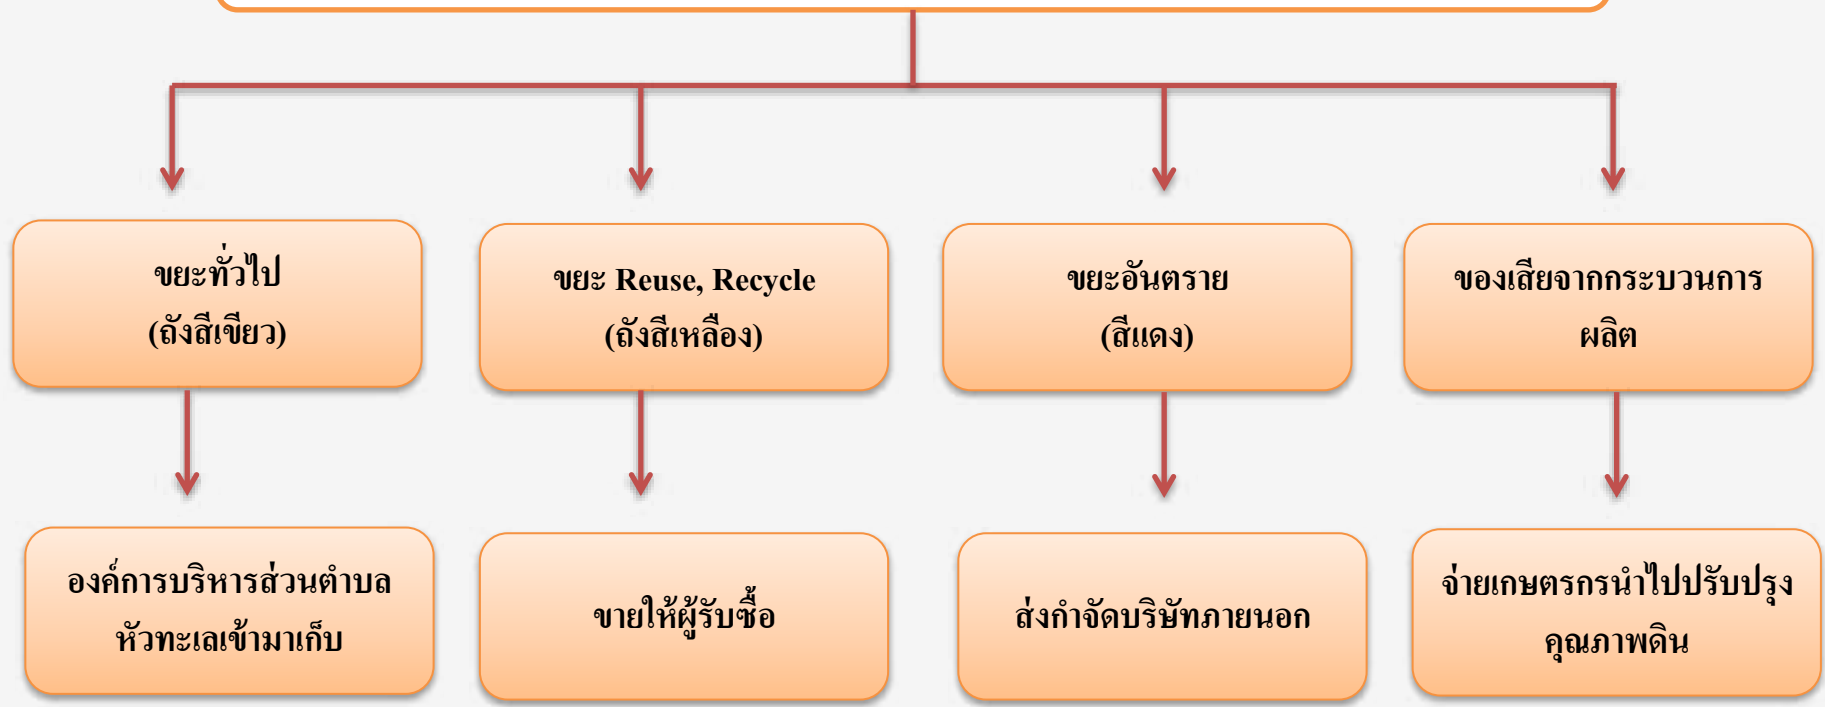 ขยะทั่วไป
(ถังสีเขียว)
ขยะ Reuse, Recycle
(ถังสีเหลือง)
ขยะอันตราย
(สีแดง)
ของเสียจากกระบวนการ
ผลิต
องค์การบริหารส่วนตำบล
หัวทะเลเข้ามาเก็บ
ขายให้ผู้รับซื้อ
ส่งกำจัดบริษัทภายนอก
จ่ายเกษตรกรนำไปปรับปรุง
คุณภาพดิน